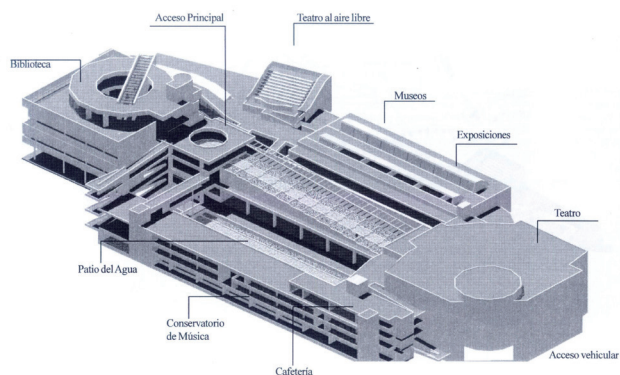 Acceso Principal
Teatro al aire libre
Biblioteca
Museos
Exposiciones
Teatro
Patio del Agua
Conservatorio
de Música
Cafetería
Acceso vehicular